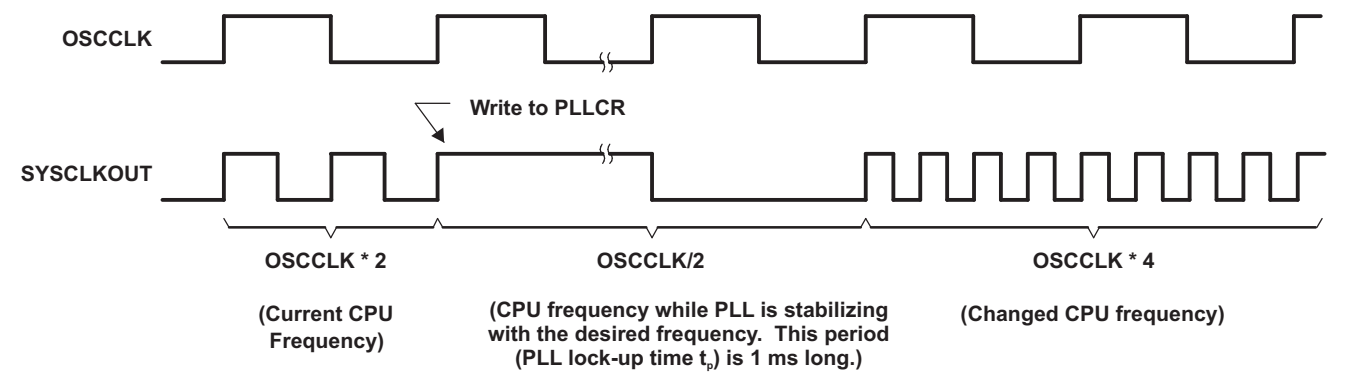 OSCCLK
Write to PLLCR
SYSCLKOUT
OSCCLK * 2
OSCCLK/2
OSCCLK * 4
(Current CPU
Frequency)
(CPU frequency while PLL is stabilizing
with the desired frequency. This period
(PLL lock-up time tp) is 1 ms long.)
(Changed CPU frequency)